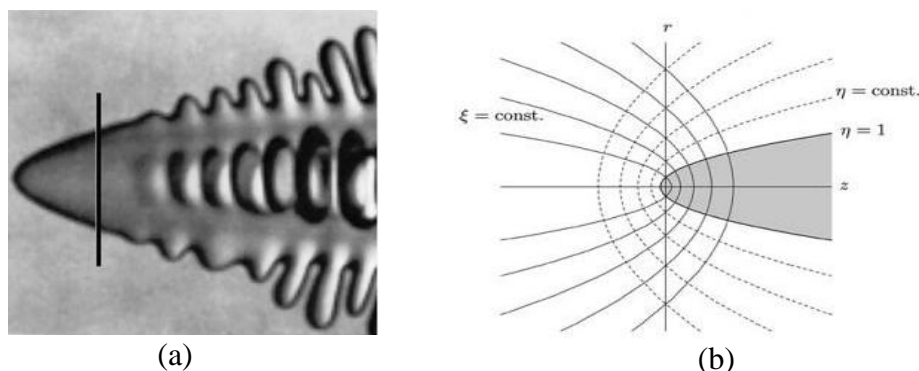 r
η = const.
ξ = const.
η = 1
z
(a)
(b)